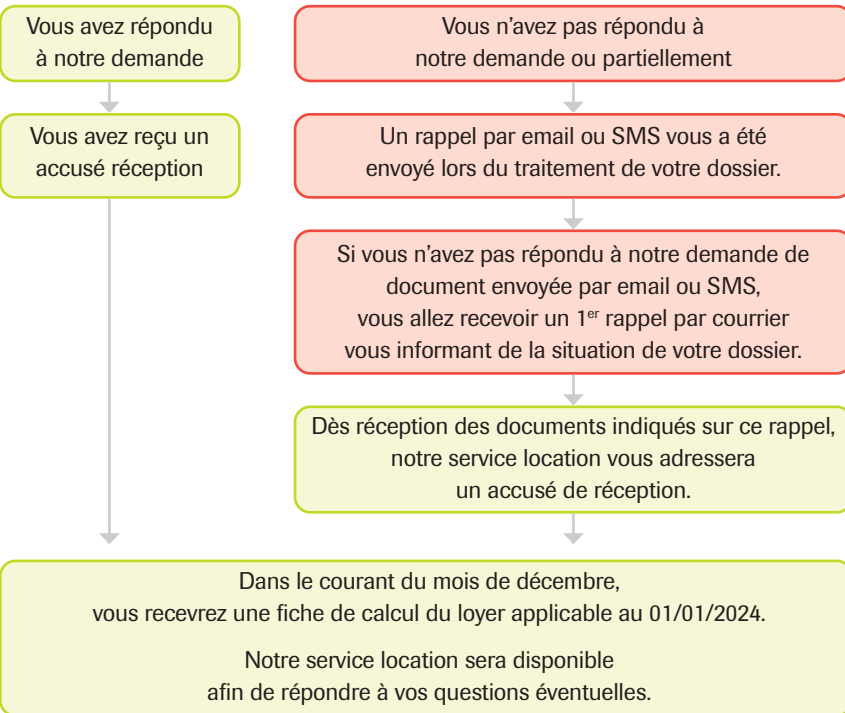 Vous avez répondu
à notre demande
Vous avez reçu un
accusé réception
Vous n'avez pas répondu à
notre demande ou partiellement
Un rappel par email ou SMS vous a été
envoyé lors du traitement de votre dossier.
Si vous n'avez pas répondu à notre demande de
document envoyée par email ou SMS,
vous allez recevoir un 1er rappel par courrier
vous informant de la situation de votre dossier.
Dès réception des documents indiqués sur ce rappel,
notre service location vous adressera
un accusé de réception.
Dans le courant du mois de décembre,
vous recevrez une fiche de calcul du loyer applicable au 01/01/2024.
Notre service location sera disponible
afin de répondre à vos questions éventuelles.